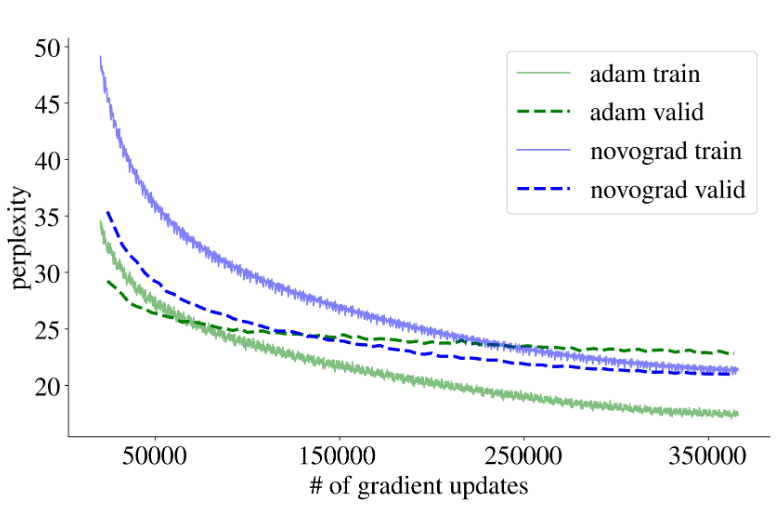 50
45
40
35
30
25
20
perplexity
50000
150000
250000
350000
# of gradient updates
adam train
adam valid
novograd train
novograd valid